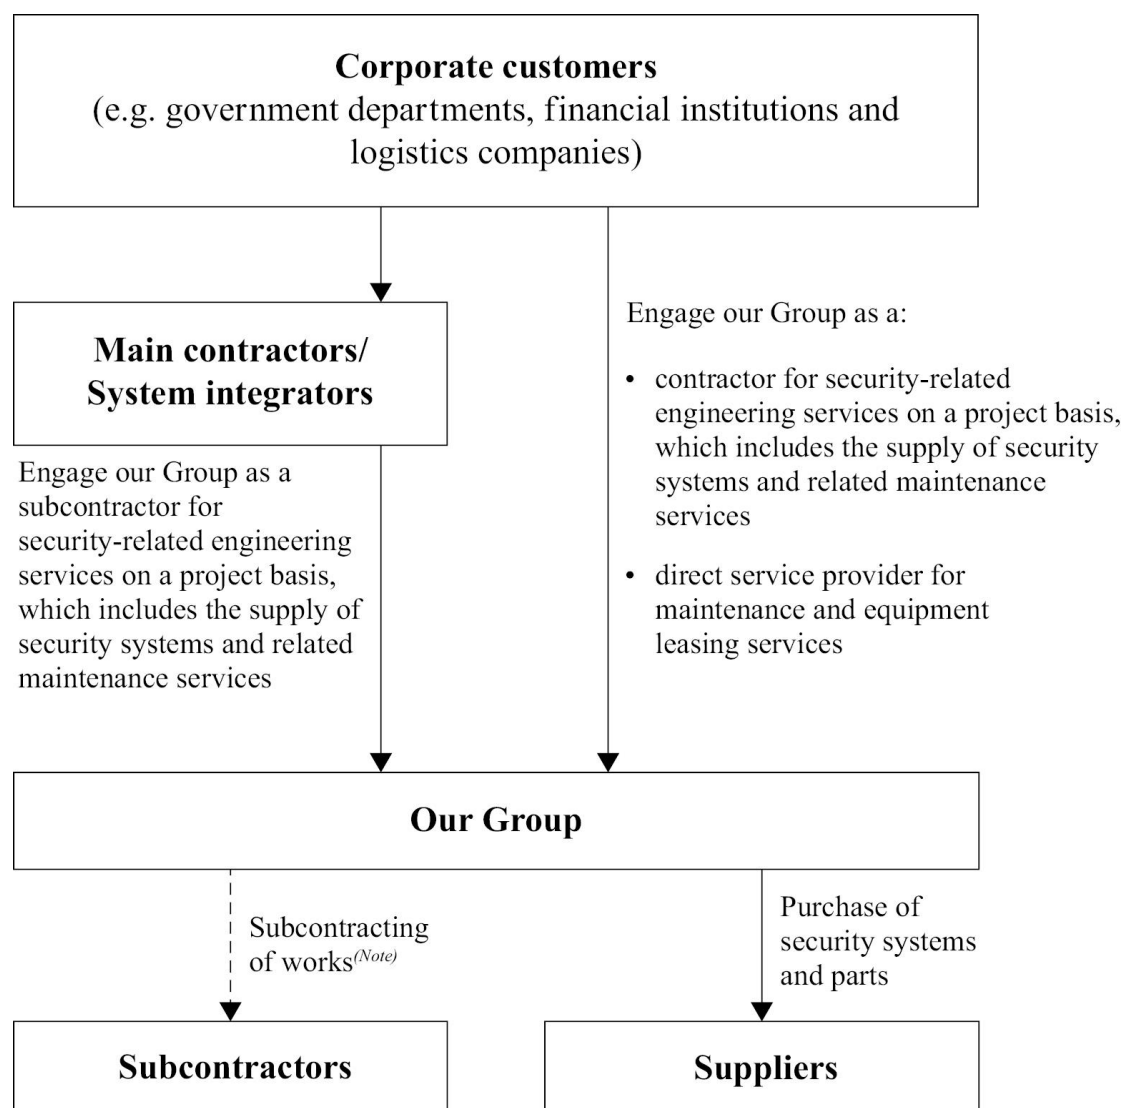 Corporate customers
(e.g. government departments, financial institutions and
logistics companies)
Main contractors/
System integrators
Engage our Group as a
subcontractor for
security-related engineering
services on a project basis,
which includes the supply of
security systems and related
maintenance services
Engage our Group as a:
• contractor for security-related
engineering services on a project basis,
which includes the supply of security
systems and related maintenance
services
• direct service provider for
maintenance and equipment
leasing services
Our Group
Subcontracting
of works(Note)
Purchase of
security systems
and parts
Subcontractors
Suppliers